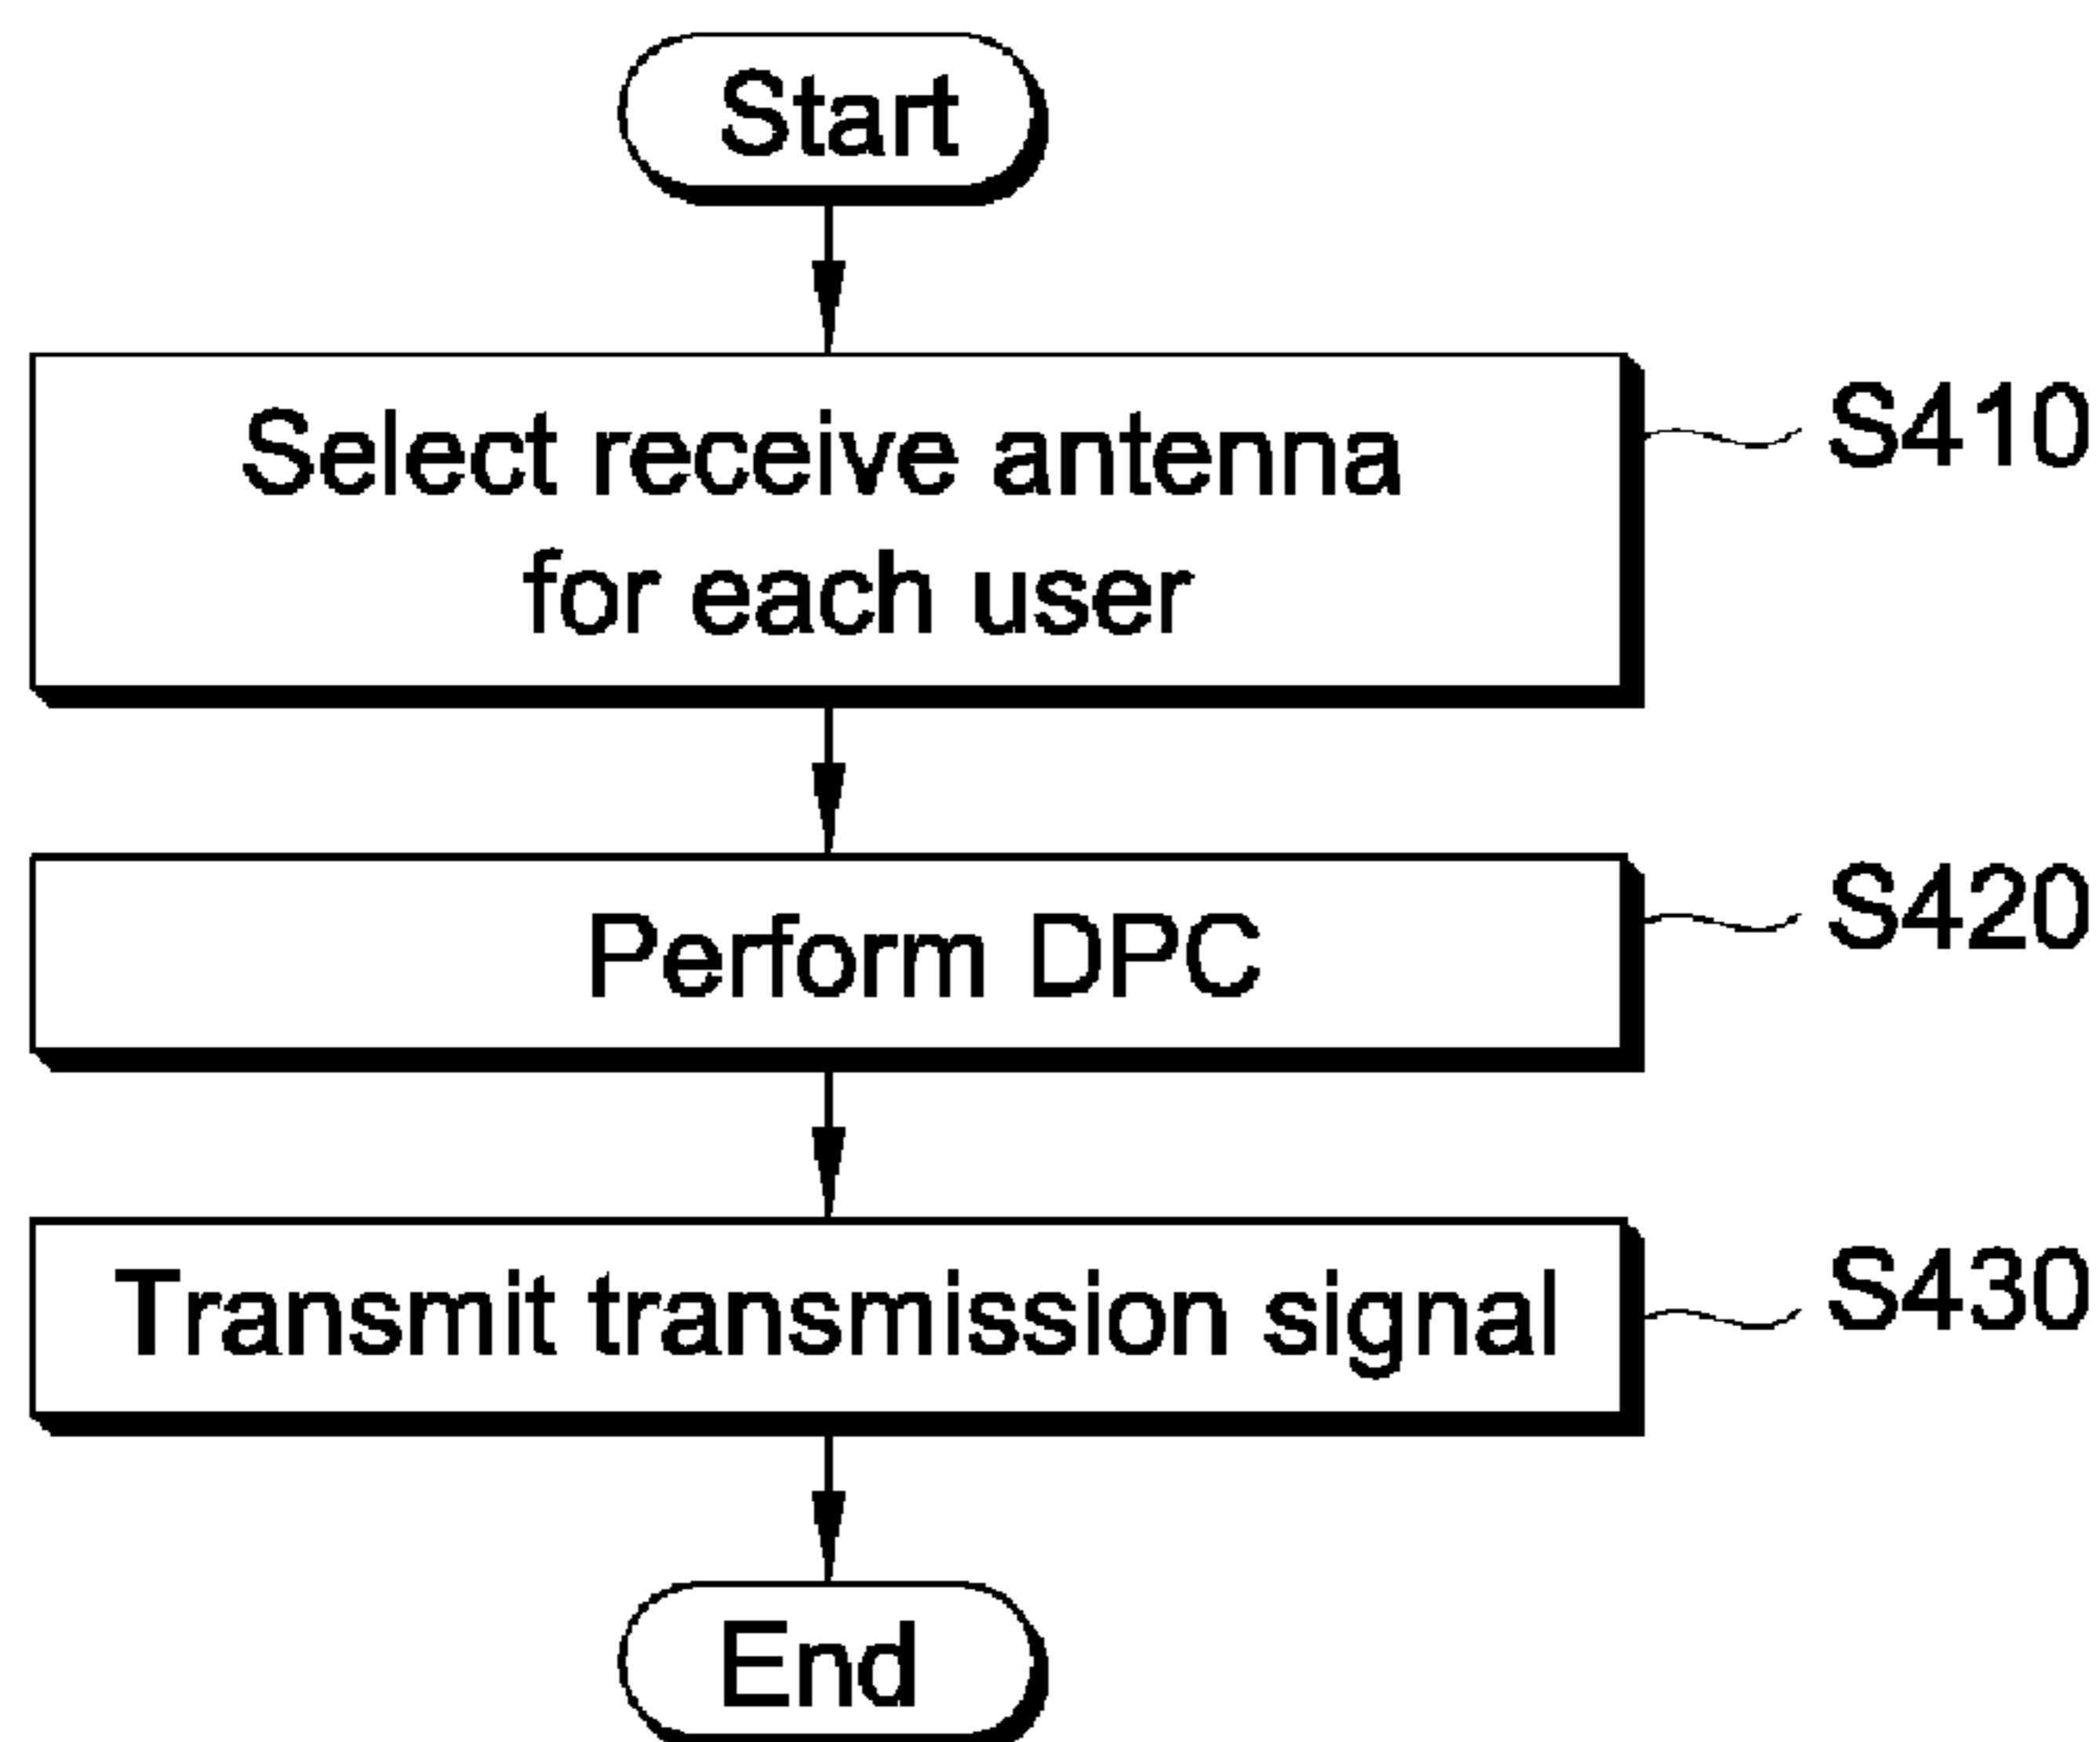 Start
Select receive antenna
for each user
S410
Perform DPC
S420
Transmit transmission signal
S430
End